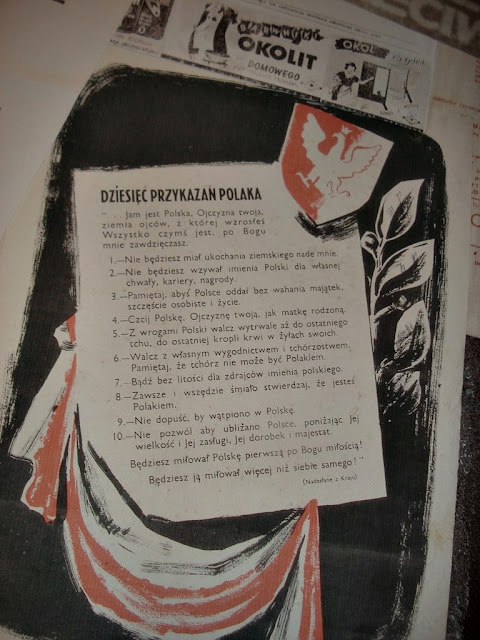 OKOLIT
DOMOWEGO
OKOL
DZIESIĘĆ PRZYKAZAŃ POLAKA
". . . Jam jest Polska, Ojczyzna twoja,
ziemia ojców, z której wzrosłeś
Wszystko czymś jest, po Bogu
mnie zawdzięczasz.
1.—Nie będziesz miał ukochania ziemskiego nade mnie.
2.—Nie będziesz wzywał imienia Polski dla własnej
chwały, kariery, nagrody.
3.—Pamiętaj, abyś Polsce oddał bez wahania majątek,
szczęście osobiste i życie.
4.—Czcij Polskę, Ojczyznę twoją, jak matkę rodzoną.
5.—Z wrogami Polski walcz wytrwale aż do ostatniego
tchu, do ostatniej kropli krwi w żyłach swoich.
6.—Walcz z własnym wygodnictwem i tchórzostwem.
Pamiętaj, że tchórz nie może być Polakiem.
7.—Bądź bez litości dla zdrajców imienia polskiego.
8.—Zawsze i wszędzie śmiało stwierdzaj, że jesteś
Polakiem.
9.—Nie dopuść, by wątpiono w Polskę.
10.—Nie pozwól aby ubliżano Polsce, poniżając Jej
wielkość i Jej zasługi, Jej dorobek i majestat.
Będziesz miłował Polskę pierwszą po Bogu miłością!
Będziesz ją miłował więcej niż siebie samego!"
(Nadesłane z Kraju)